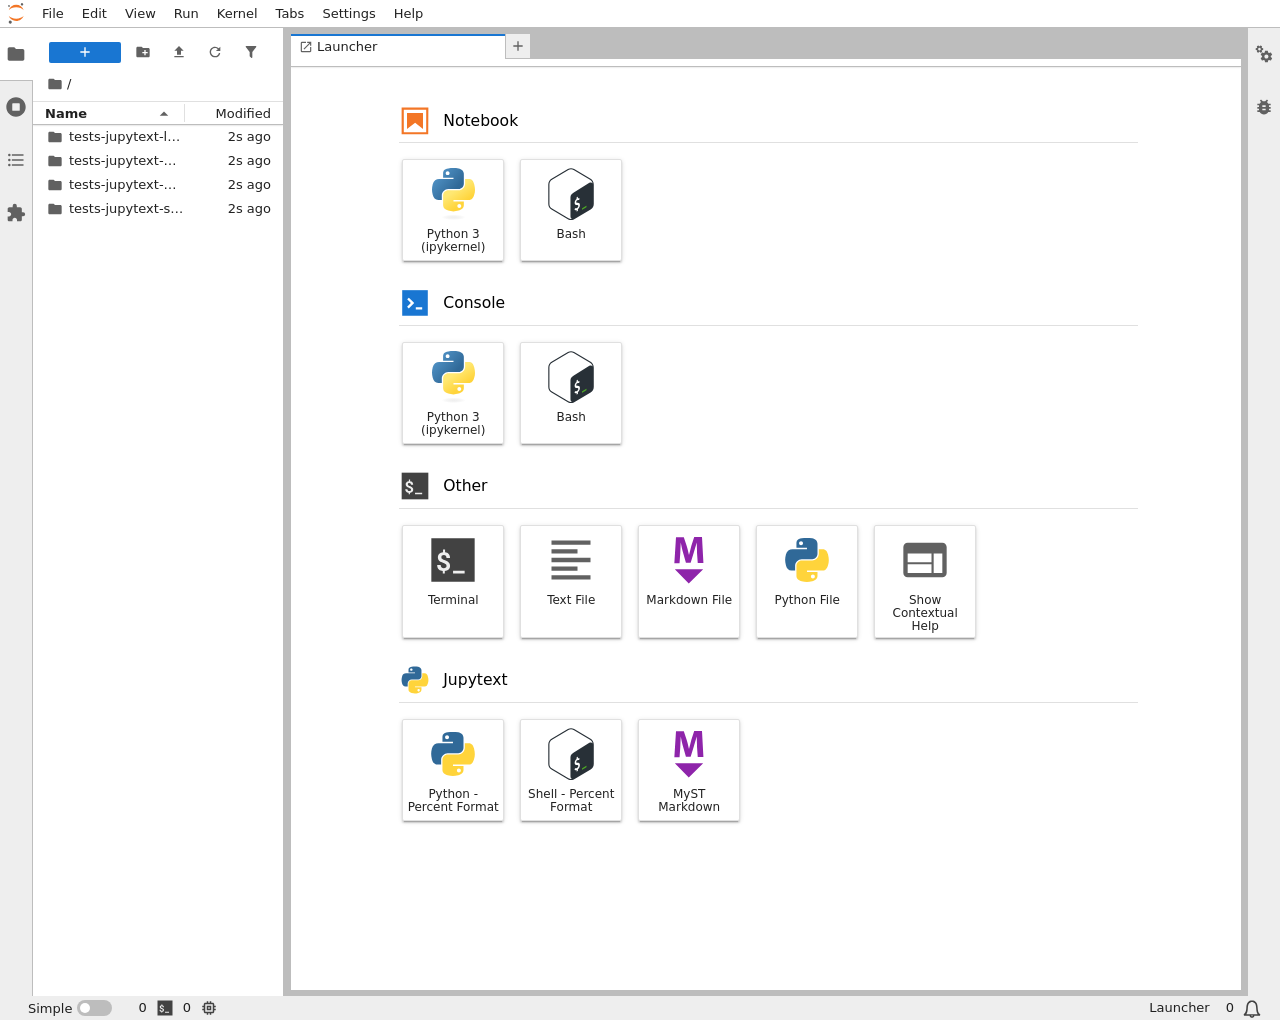 File Edit View Run Kernel Tabs Settings Help
Launcher
/
Name Modified
tests-jupytext-l… 2s ago
tests-jupytext-… 2s ago
tests-jupytext-… 2s ago
tests-jupytext-s… 2s ago
Notebook
Python 3
(ipykernel)
Bash
Console
Python 3
(ipykernel)
Bash
Other
Terminal
Text File
Markdown File
Python File
Show
Contextual
Help
Jupytext
Python -
Percent Format
Shell - Percent
Format
MyST
Markdown
Simple 0 0 Launcher 0